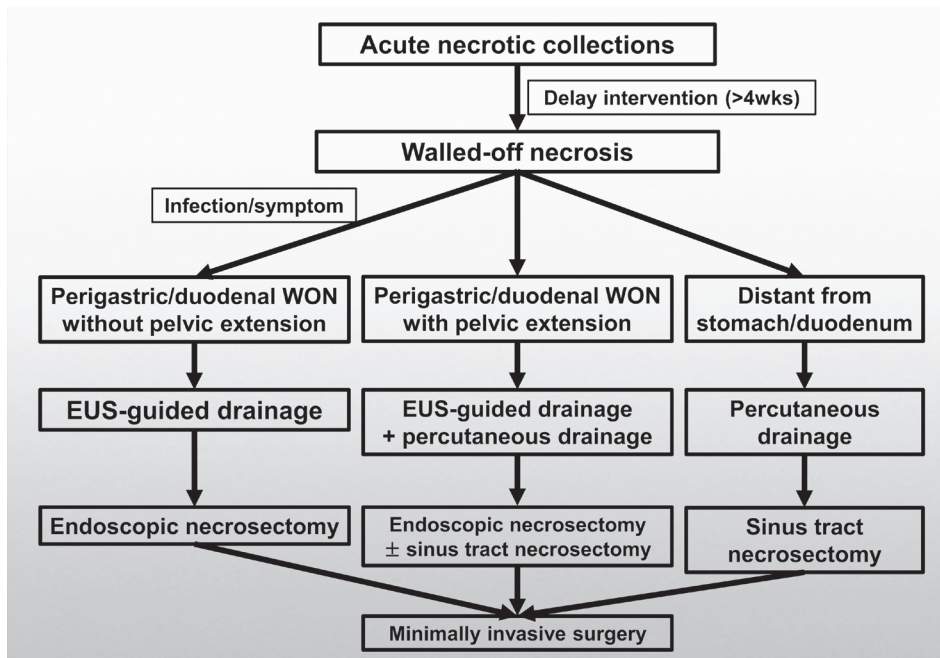 Acute necrotic collections
Delay intervention (>4wks)
Walled-off necrosis
Infection/symptom
Perigastric/duodenal WON
without pelvic extension
Perigastric/duodenal WON
with pelvic extension
Distant from
stomach/duodenum
EUS-guided drainage
EUS-guided drainage
+ percutaneous drainage
Percutaneous
drainage
Endoscopic necrosectomy
Endoscopic necrosectomy
± sinus tract necrosectomy
Sinus tract
necrosectomy
Minimally invasive surgery